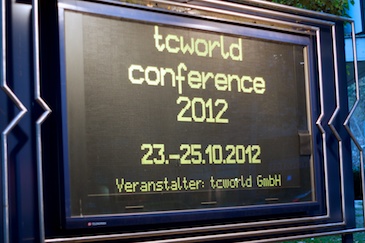 tcworld
conference
2012
23.-25.10.2012
Veranstalter: tcworld GmbH